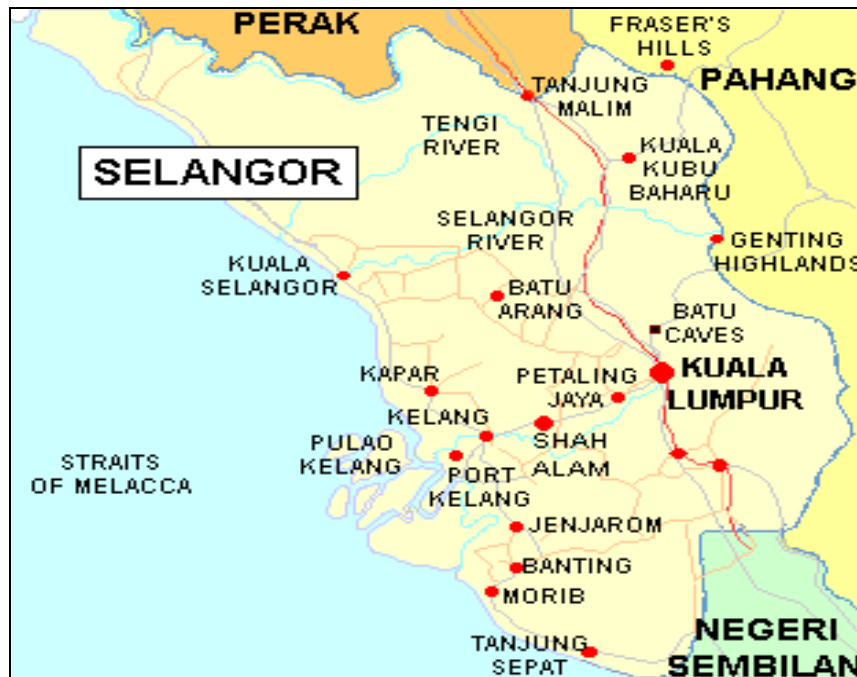 PERAK
FRASER'S
HILLS
PAHANG
TANJUNG
MALIM
TENGI
RIVER
KUALA
KUBU
BAHARU
SELANGOR
SELANGOR
RIVER
GENTING
HIGHLANDS
KUALA
SELANGOR
BATU
ARANG
BATU
CAVES
KAPAR
PETALING
JAYA
KUALA
LUMPUR
KELANG
SHAH
ALAM
PULAO
KELANG
STRAITS
OF MELACCA
PORT
KELANG
JENJAROM
BANTING
MORIB
TANJUNG
SEPAT
NEGERI
SEMBILAN